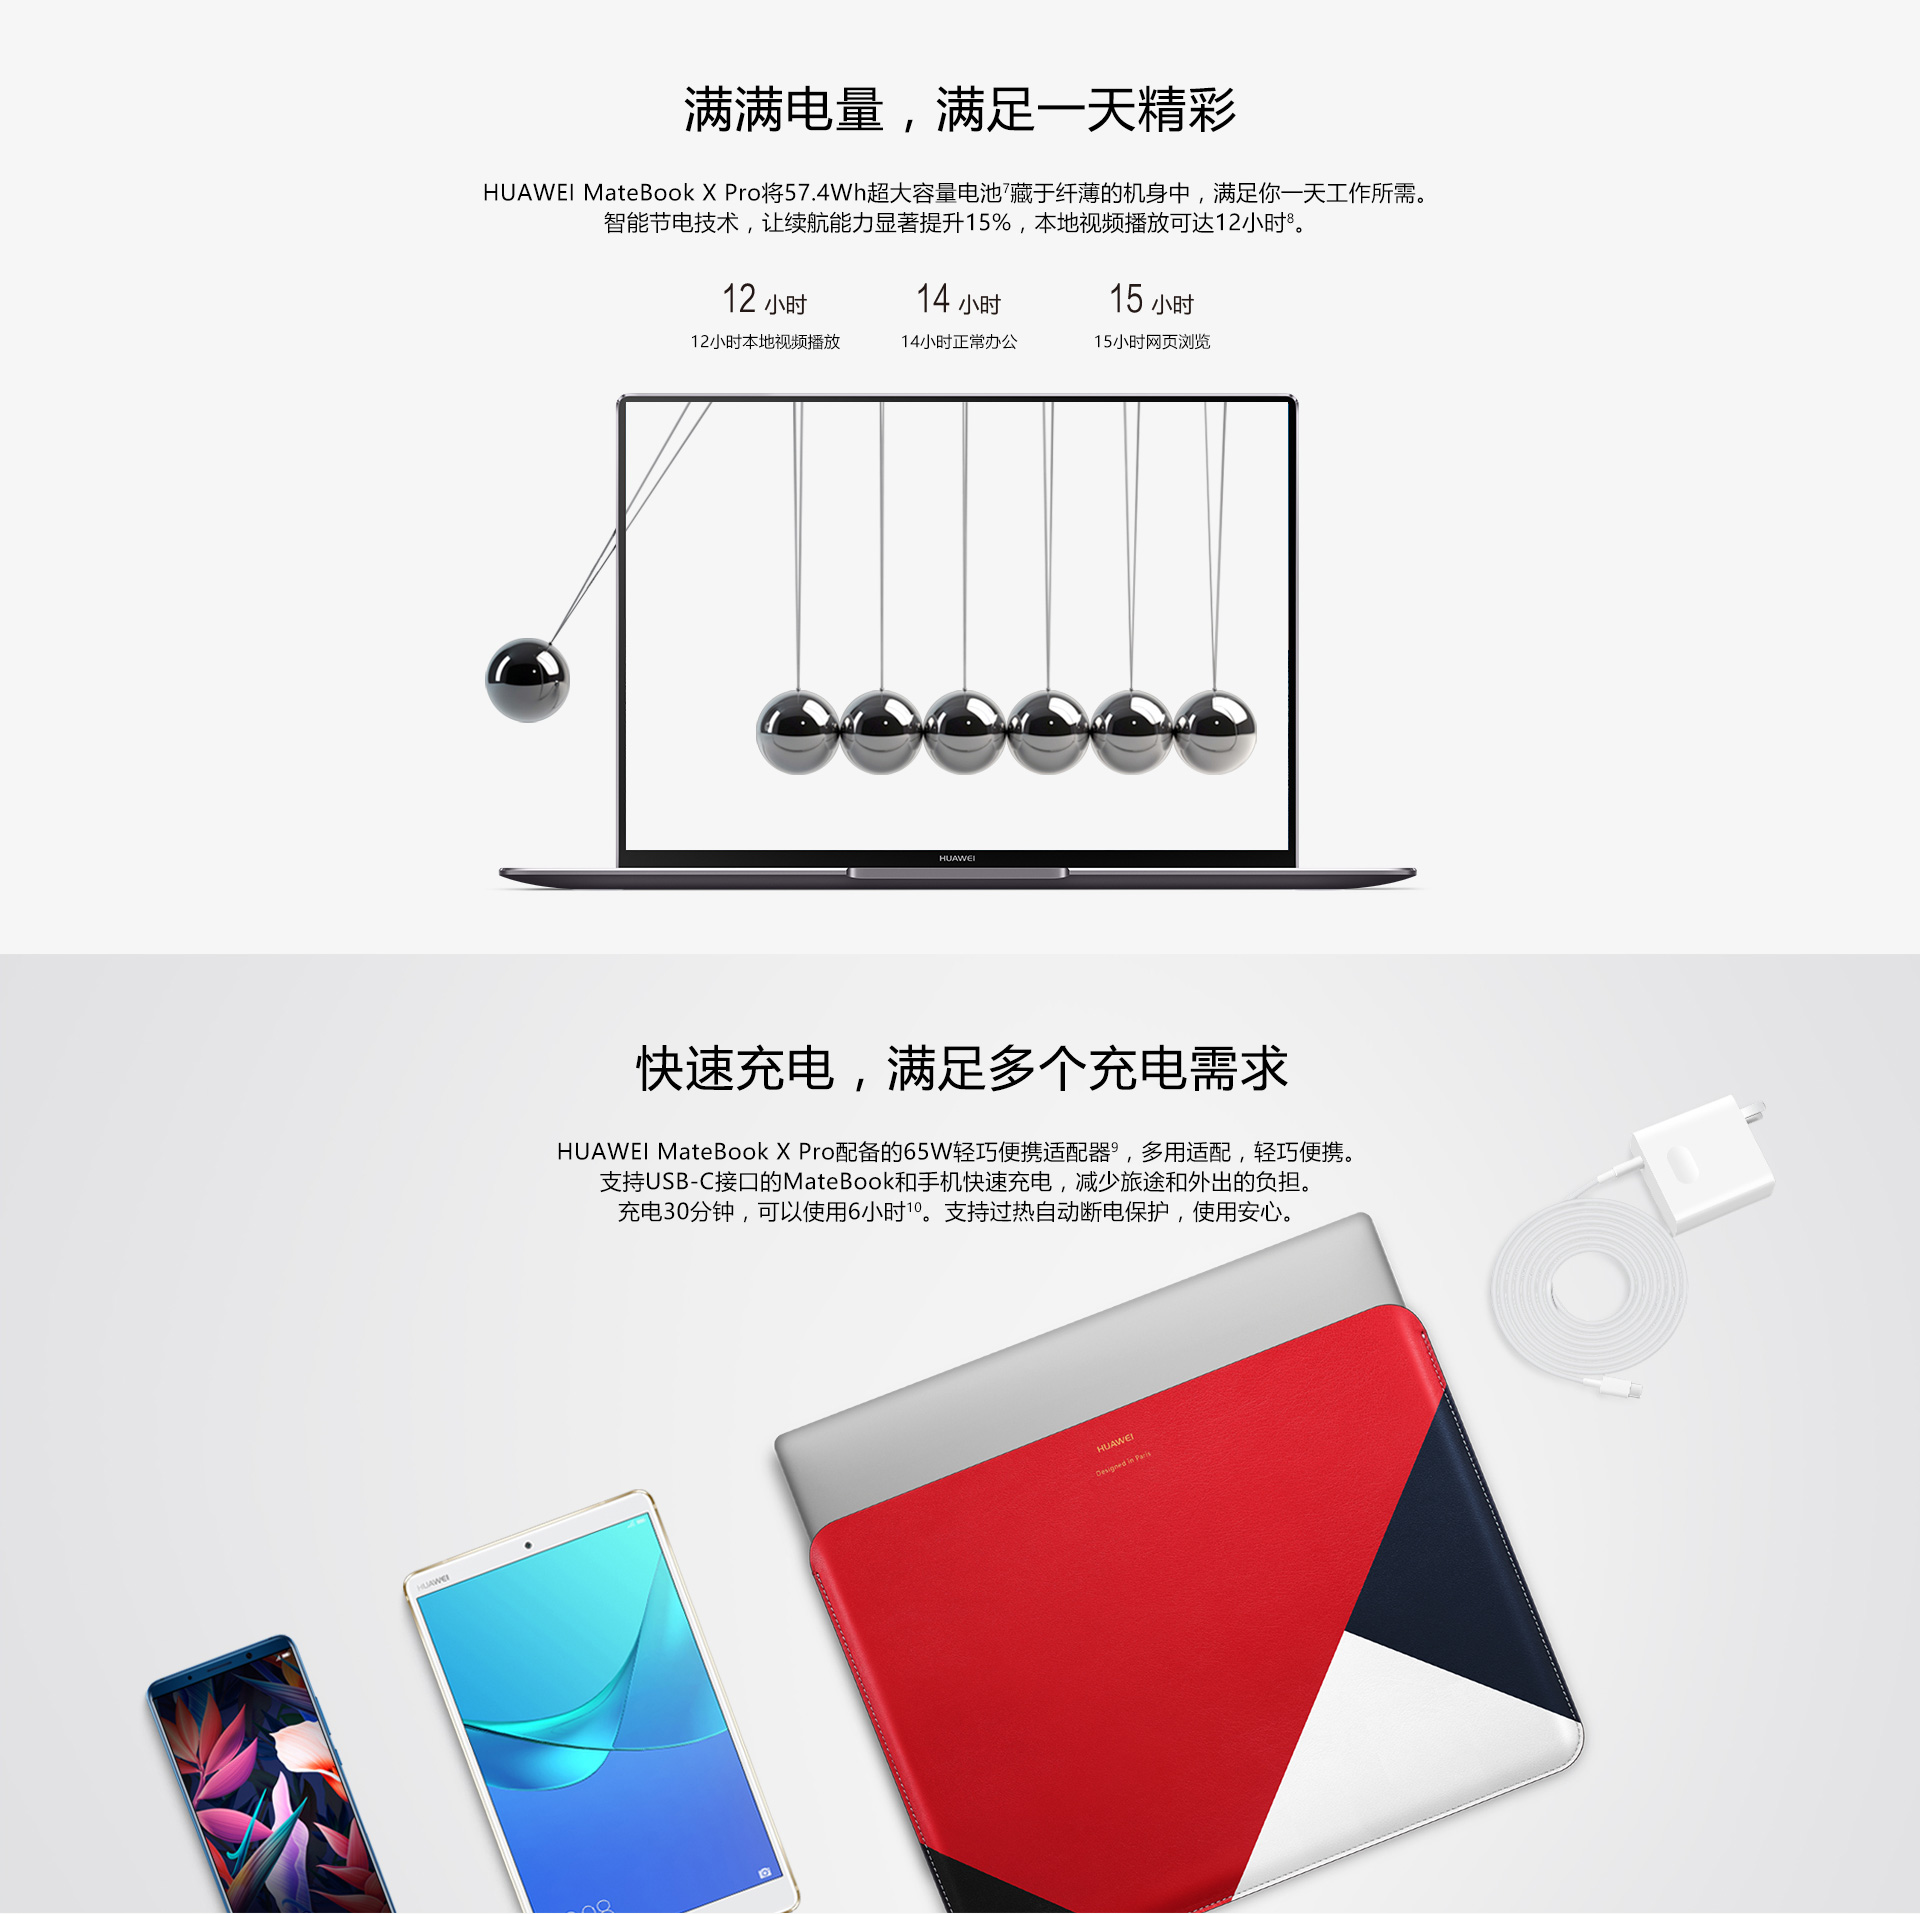 满满电量，满足一天精彩
HUAWEI MateBook X Pro将57.4Wh超大容量电池⁷藏于纤薄的机身中，满足你一天工作所需。
智能节电技术，让续航能力显著提升15%，本地视频播放可达12小时⁸。
12 小时 14 小时 15 小时
12小时本地视频播放 14小时正常办公 15小时网页浏览
HUAWEI
快速充电，满足多个充电需求
HUAWEI MateBook X Pro配备的65W轻巧便携适配器⁹，多用适配，轻巧便携。
支持USB-C接口的MateBook和手机快速充电，减少旅途和外出的负担。
充电30分钟，可以使用6小时¹⁰。支持过热自动断电保护，使用安心。
HUAWEI
Designed in Paris
HUAWEI